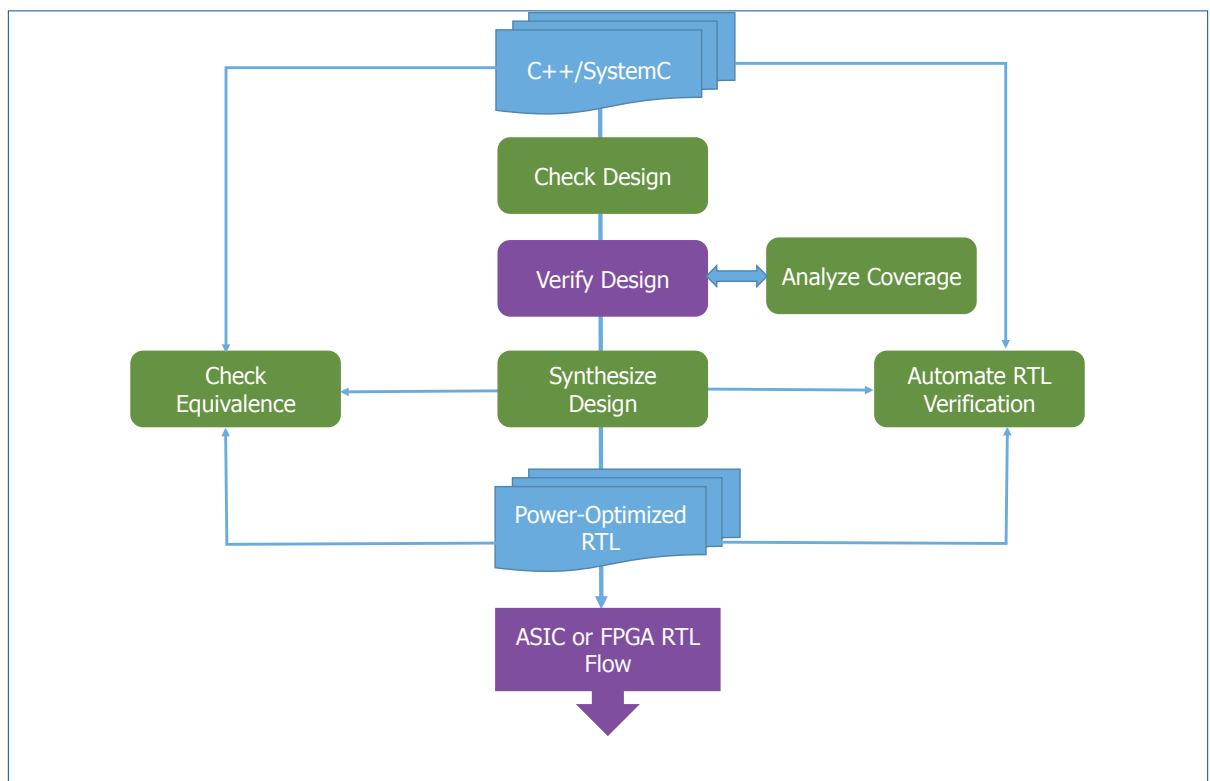 C++/SystemC
Check Design
Verify Design
Analyze Coverage
Check
Equivalence
Synthesize
Design
Automate RTL
Verification
Power-Optimized
RTL
ASIC or FPGA RTL
Flow